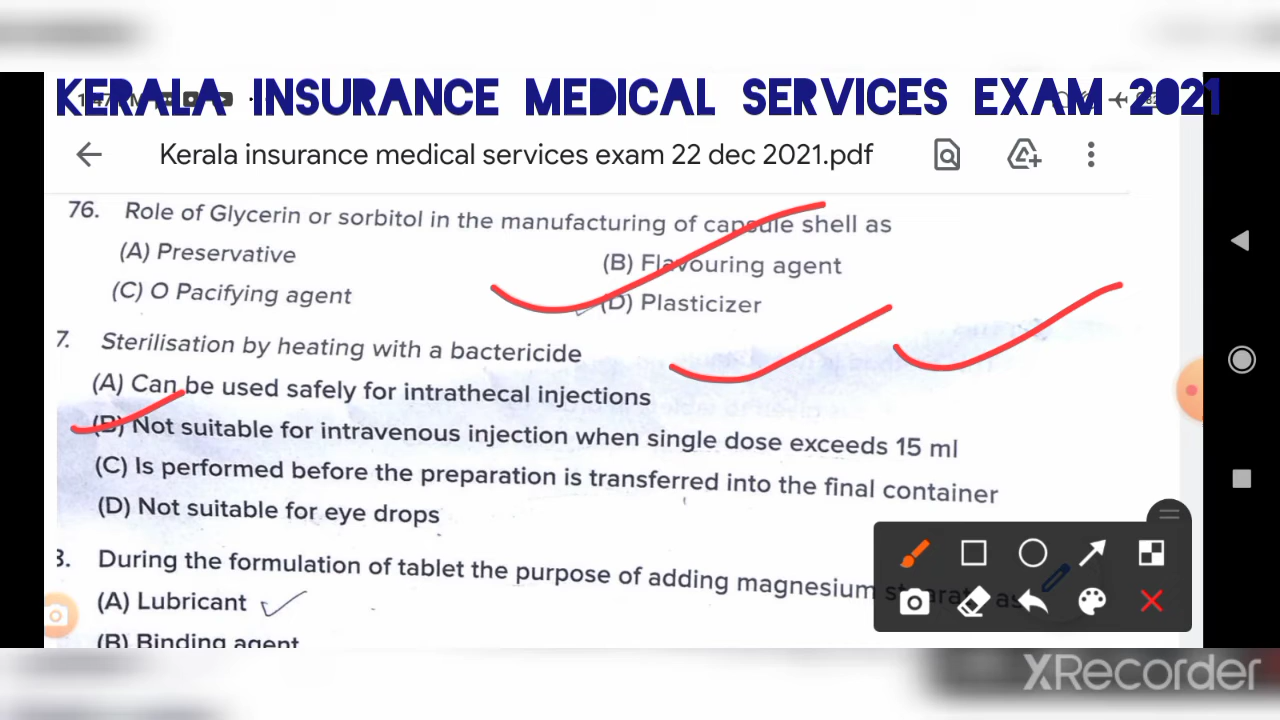 KERALA INSURANCE MEDICAL SERVICES EXAM 2021
Kerala insurance medical services exam 22 dec 2021.pdf
76. Role of Glycerin or sorbitol in the manufacturing of capsule shell as
(A) Preservative (B) Flavouring agent
(C) O Pacifying agent (D) Plasticizer
7. Sterilisation by heating with a bactericide
(A) Can be used safely for intrathecal injections
(B) Not suitable for intravenous injection when single dose exceeds 15 ml
(C) Is performed before the preparation is transferred into the final container
(D) Not suitable for eye drops
During the formulation of tablet the purpose of adding magnesium
(A) Lubricant
(B) Binding agent
XRecorder